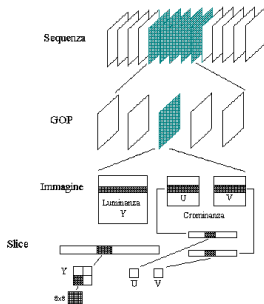 Sequenza
GOP
Immagine
Luminanza
Y
U
V
Crominanza
Slice
Y
U
V
8x8